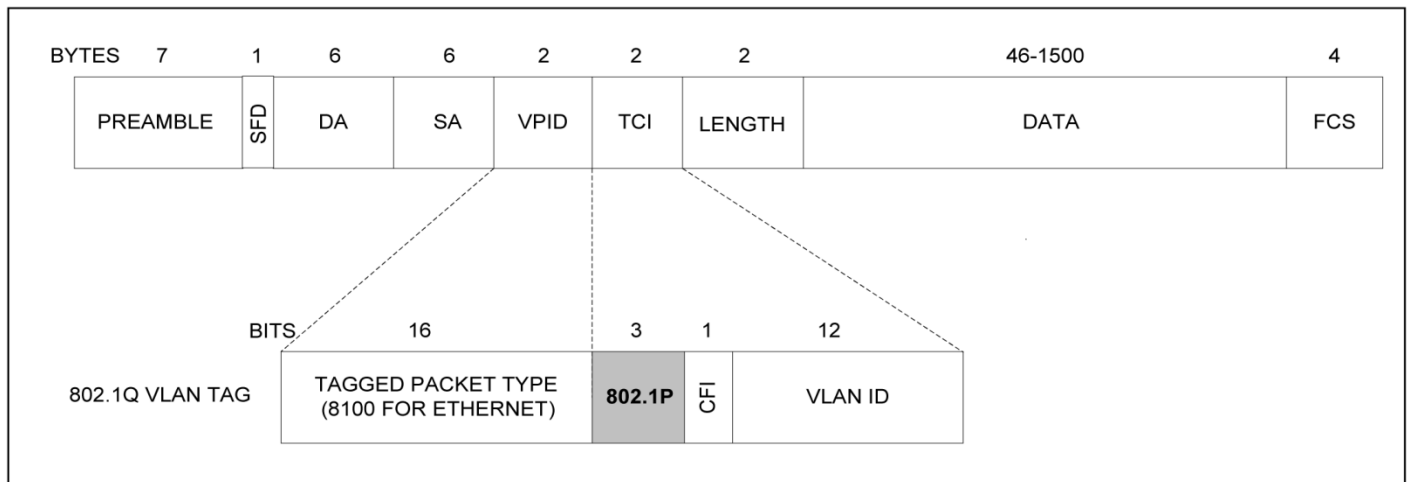 BYTES 7 1 6 6 2 2 2 46-1500 4
PREAMBLE SFD DA SA VPID TCI LENGTH DATA FCS
BITS 16 3 1 12
802.1Q VLAN TAG TAGGED PACKET TYPE
(8100 FOR ETHERNET) 802.1P CFI VLAN ID